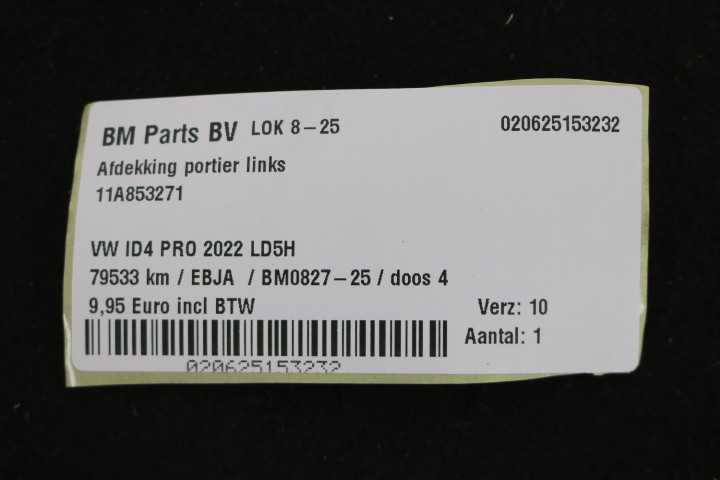 BM Parts BV LOK 8-25 020625153232
Afdekking portier links
11A853271
VW ID4 PRO 2022 LD5H
79533 km / EBJA / BM0827-25 / doos 4
9,95 Euro incl BTW Verz: 10
Aantal: 1
020625153232